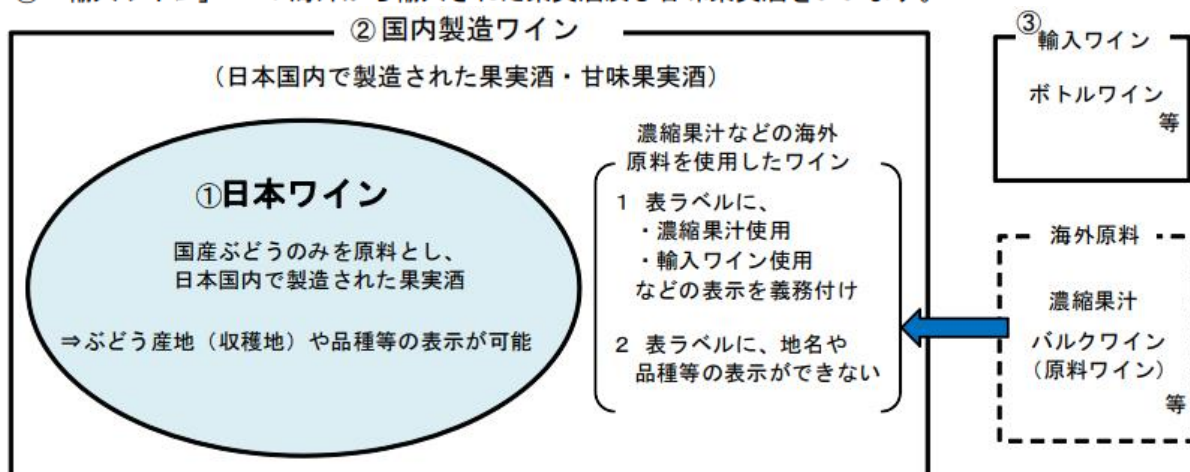 ② 国内製造ワイン
（日本国内で製造された果実酒・甘味果実酒）
①日本ワイン
国産ぶどうのみを原料とし、
日本国内で製造された果実酒
⇒ぶどう産地（収穫地）や品種等の表示が可能
濃縮果汁などの海外
原料を使用したワイン
1 表ラベルに、
・濃縮果汁使用
・輸入ワイン使用
などの表示を義務付け
2 表ラベルに、地名や
品種等の表示ができない
③
輸入ワイン
ボトルワイン
等
海外原料
濃縮果汁
バルクワイン
（原料ワイン）
等